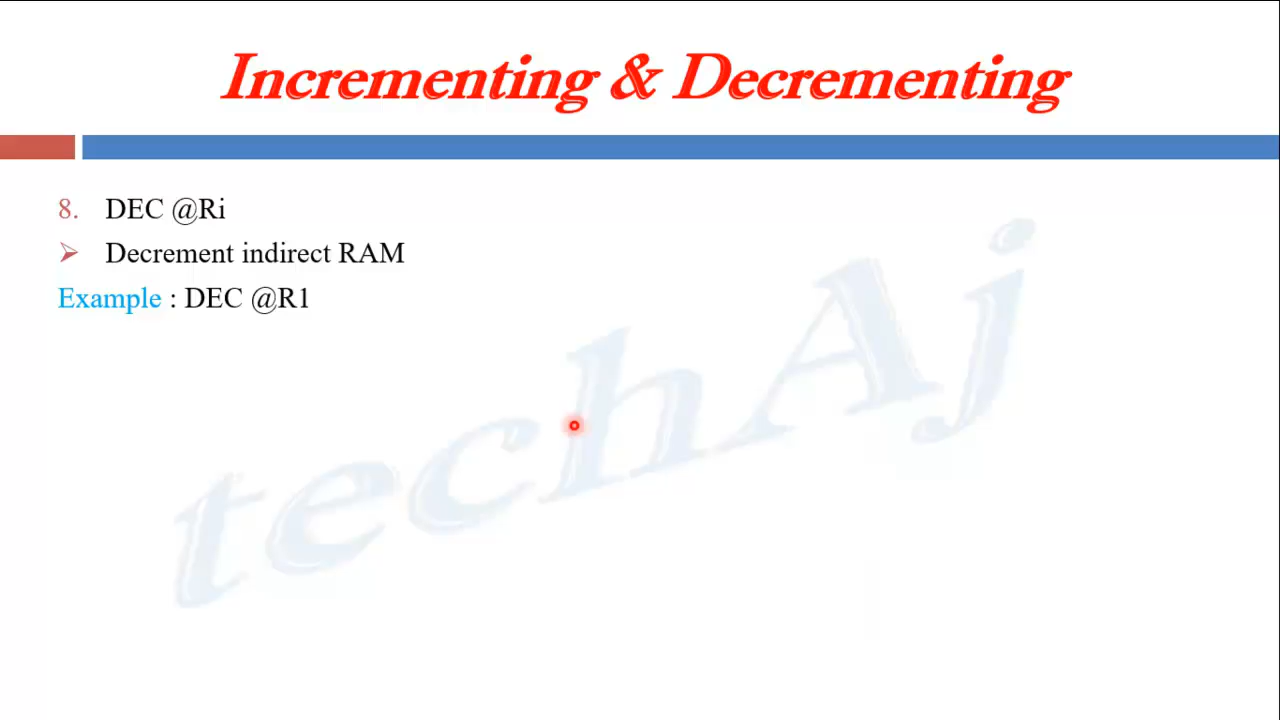 Incrementing & Decrementing
8. DEC @Ri
➢ Decrement indirect RAM
Example : DEC @R1
techAj